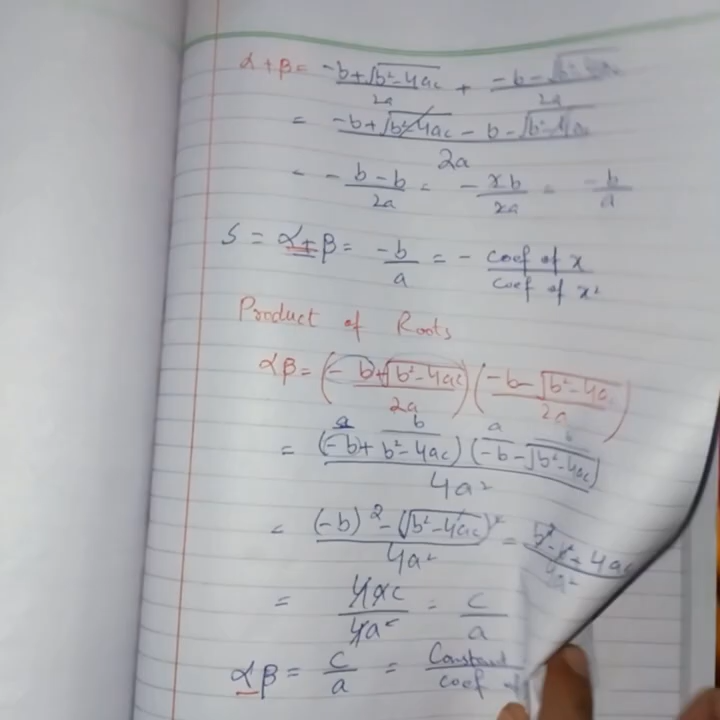 α + β = (-b + √(b² - 4ac))/2a + (-b - √(b² - 4ac))/2a
= (-b + √(b² - 4ac) - b - √(b² - 4ac))/2a
= (-b - b)/2a = -2b/2a = -b/a
S = α + β = -b/a = - coef of x/coef of x²
Product of Roots
αβ = ((-b + √(b² - 4ac))/2a) ((-b - √(b² - 4ac))/2a)
a b a b
= (-b + b² - 4ac) (-b - √(b² - 4ac))/4a²
= ((-b)² - (√(b² - 4ac))²)/4a² = (b² - b² + 4ac)/4a²
= 4ac/4a² = c/a
αβ = c/a = Constant/coef of